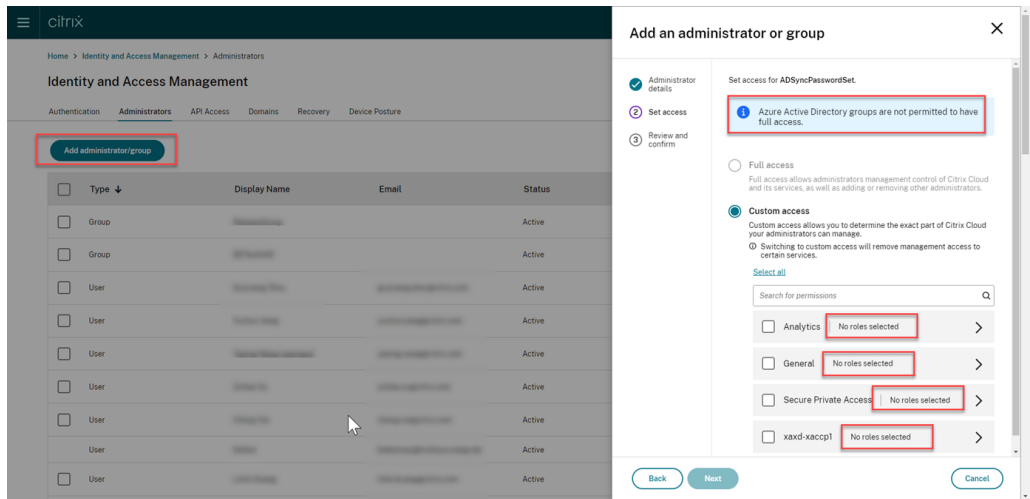 citrix
Home > Identity and Access Management > Administrators
Identity and Access Management
Authentication Administrators API Access Domains Recovery Device Posture
Add administrator/group
Type ↓ Display Name Email Status
Group Active
Group Active
User Active
User Active
User Active
User Active
User Active
User Active
User Active
Add an administrator or group
Administrator
details
2 Set access
3 Review and
confirm
Set access for ADSyncPasswordSet.
Azure Active Directory groups are not permitted to have
full access.
Full access
Full access allows administrators management control of Citrix Cloud
and its services, as well as adding or removing other administrators.
Custom access
Custom access allows you to determine the exact part of Citrix Cloud
your administrators can manage.
Switching to custom access will remove management access to
certain services.
Select all
Search for permissions
Analytics No roles selected
General No roles selected
Secure Private Access No roles selected
xaxd-xaccp1 No roles selected
Back Next Cancel